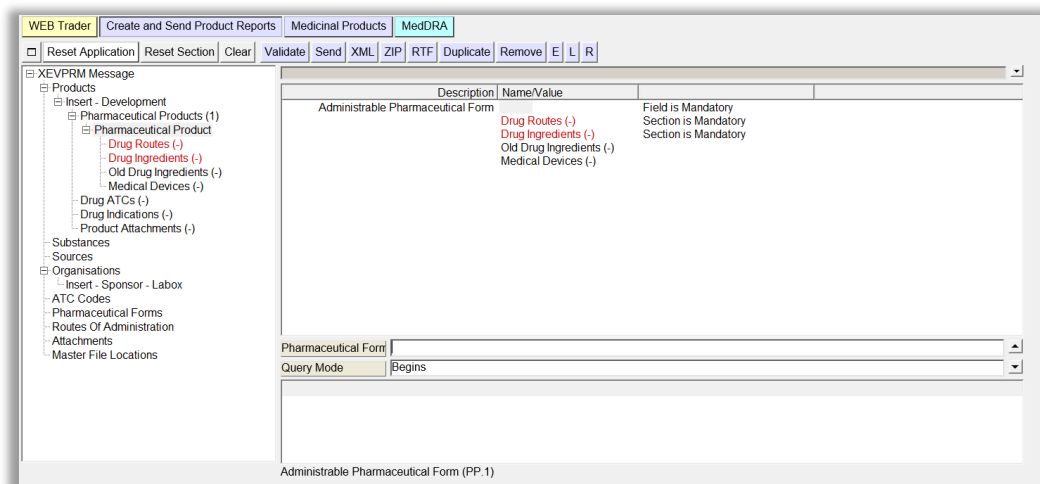 WEB Trader Create and Send Product Reports Medicinal Products MedDRA
Reset Application Reset Section Clear Validate Send XML ZIP RTF Duplicate Remove E L R
XEVPRM Message
Products
Insert - Development
Pharmaceutical Products (1)
Pharmaceutical Product
Drug Routes (-)
Drug Ingredients (-)
Old Drug Ingredients (-)
Medical Devices (-)
Drug ATCs (-)
Drug Indications (-)
Product Attachments (-)
Substances
Sources
Organisations
Insert - Sponsor - Labox
ATC Codes
Pharmaceutical Forms
Routes Of Administration
Attachments
Master File Locations
Description Name/Value
Administrable Pharmaceutical Form Field is Mandatory
Drug Routes (-) Section is Mandatory
Drug Ingredients (-) Section is Mandatory
Old Drug Ingredients (-)
Medical Devices (-)
Pharmaceutical Form
Query Mode Begins
Administrable Pharmaceutical Form (PP.1)